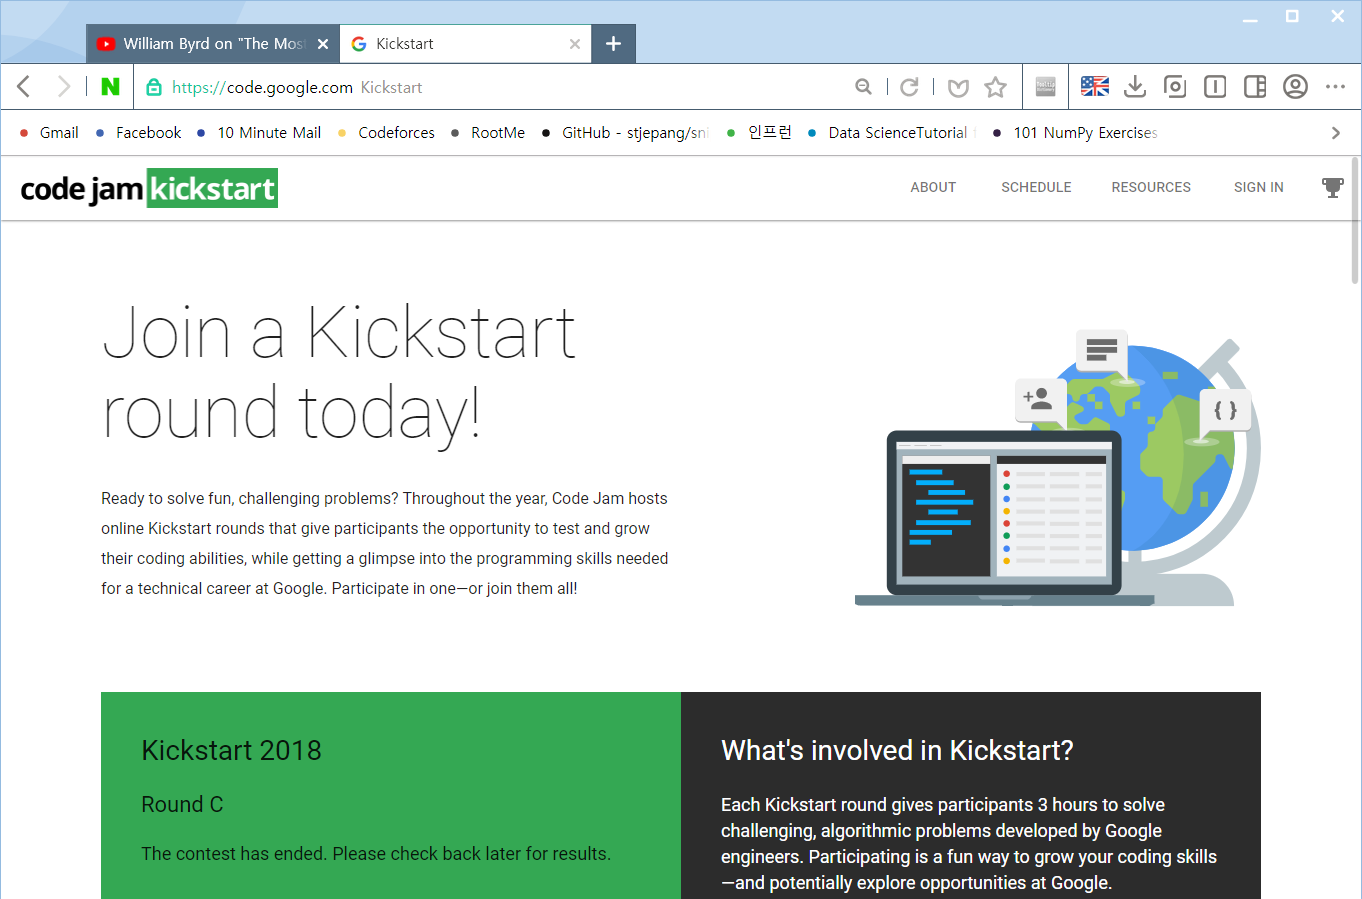 William Byrd on "The Mos
Kickstart
https://code.google.com Kickstart
Gmail
Facebook
10 Minute Mail
Codeforces
RootMe
GitHub - stjepang/sni
인프런
Data ScienceTutorial
101 NumPy Exercises
code jam kickstart
ABOUT
SCHEDULE
RESOURCES
SIGN IN
Join a Kickstart
round today!
Ready to solve fun, challenging problems? Throughout the year, Code Jam hosts
online Kickstart rounds that give participants the opportunity to test and grow
their coding abilities, while getting a glimpse into the programming skills needed
for a technical career at Google. Participate in one—or join them all!
Kickstart 2018
Round C
The contest has ended. Please check back later for results.
What's involved in Kickstart?
Each Kickstart round gives participants 3 hours to solve
challenging, algorithmic problems developed by Google
engineers. Participating is a fun way to grow your coding skills
—and potentially explore opportunities at Google.